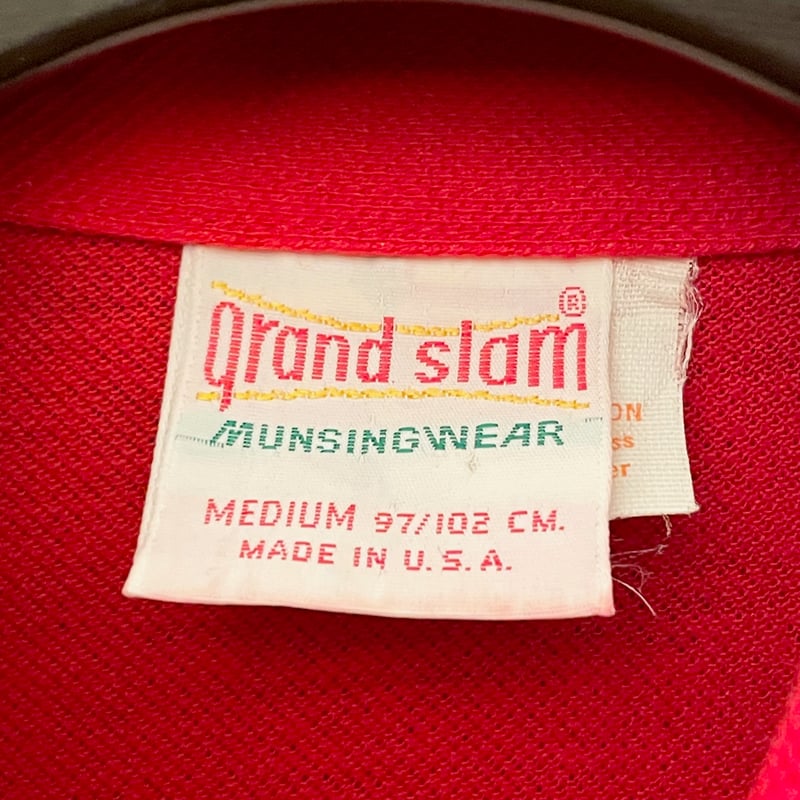 grand slam®
MUNSINGWEAR
MEDIUM 97/102 CM.
MADE IN U.S.A.